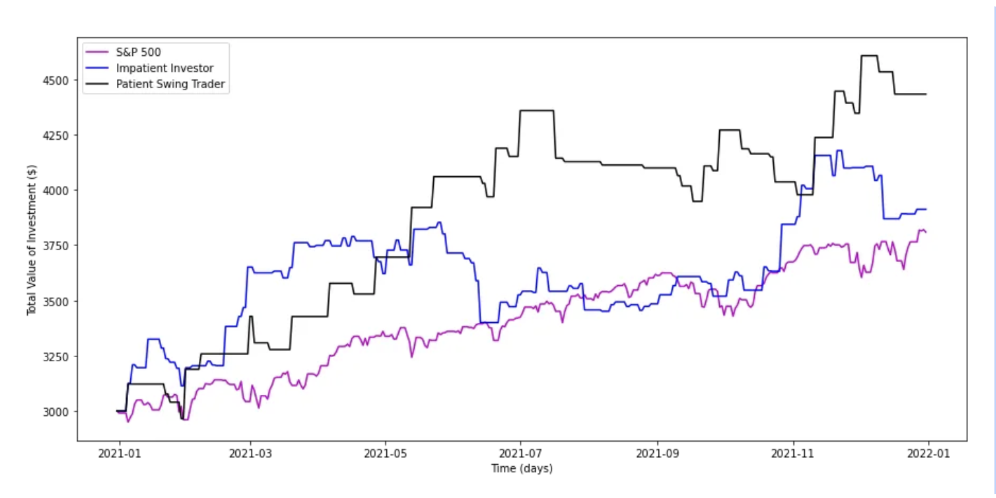 S&P 500
Impatient Investor
Patient Swing Trader
Total Value of Investment ($)
4500
4250
4000
3750
3500
3250
3000
2021-01 2021-03 2021-05 2021-07 2021-09 2021-11 2022-01
Time (days)